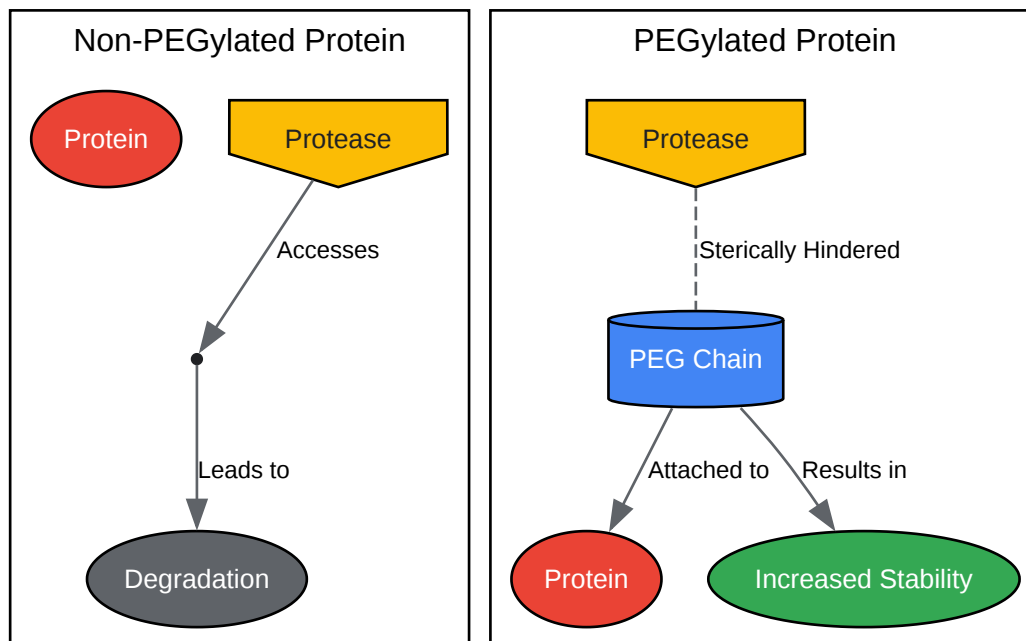 Non-PEGylated Protein
Protein
Protease
Accesses
Leads to
Degradation
PEGylated Protein
Protease
Sterically Hindered
PEG Chain
Attached to
Results in
Protein
Increased Stability